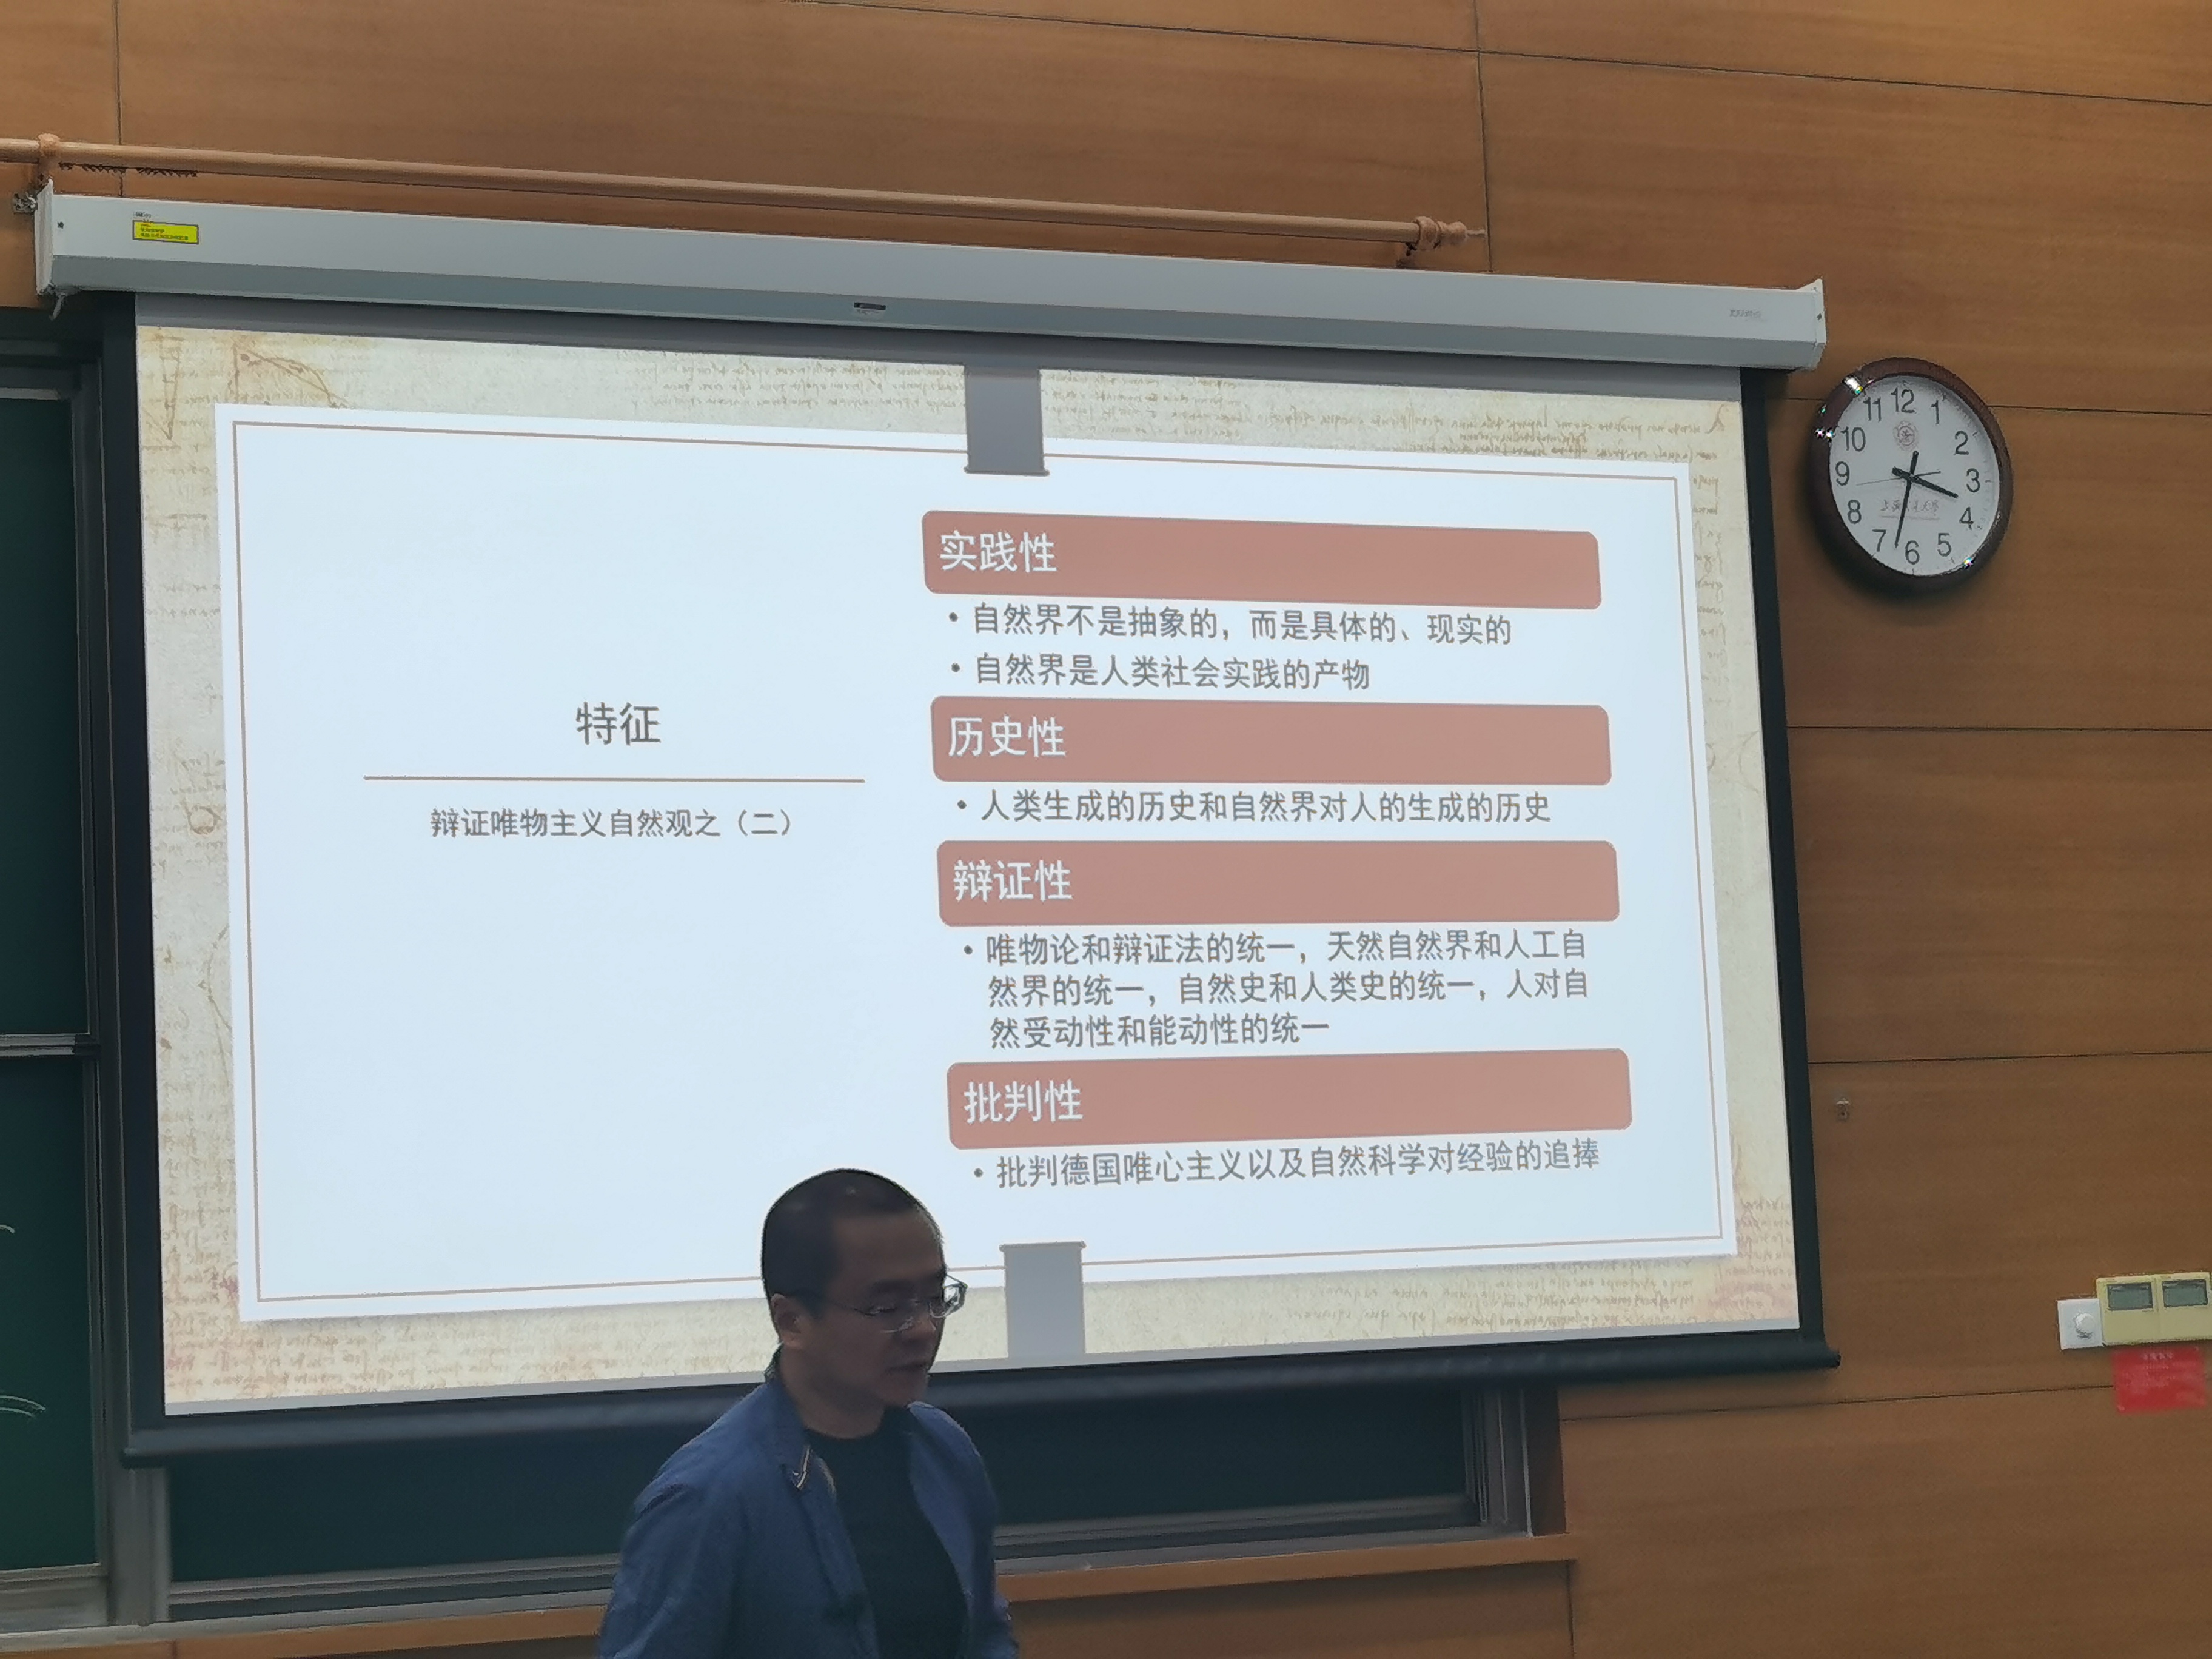 特征
辩证唯物主义自然观之（二）
实践性
• 自然界不是抽象的，而是具体的、现实的
• 自然界是人类社会实践的产物
历史性
• 人类生成的历史和自然界对人的生成的历史
辩证性
• 唯物论和辩证法的统一，天然自然界和人工自
然界的统一，自然史和人类史的统一，人对自
然受动性和能动性的统一
批判性
• 批判德国唯心主义以及自然科学对经验的追捧
12
1
2
3
4
5
6
7
8
9
10
11